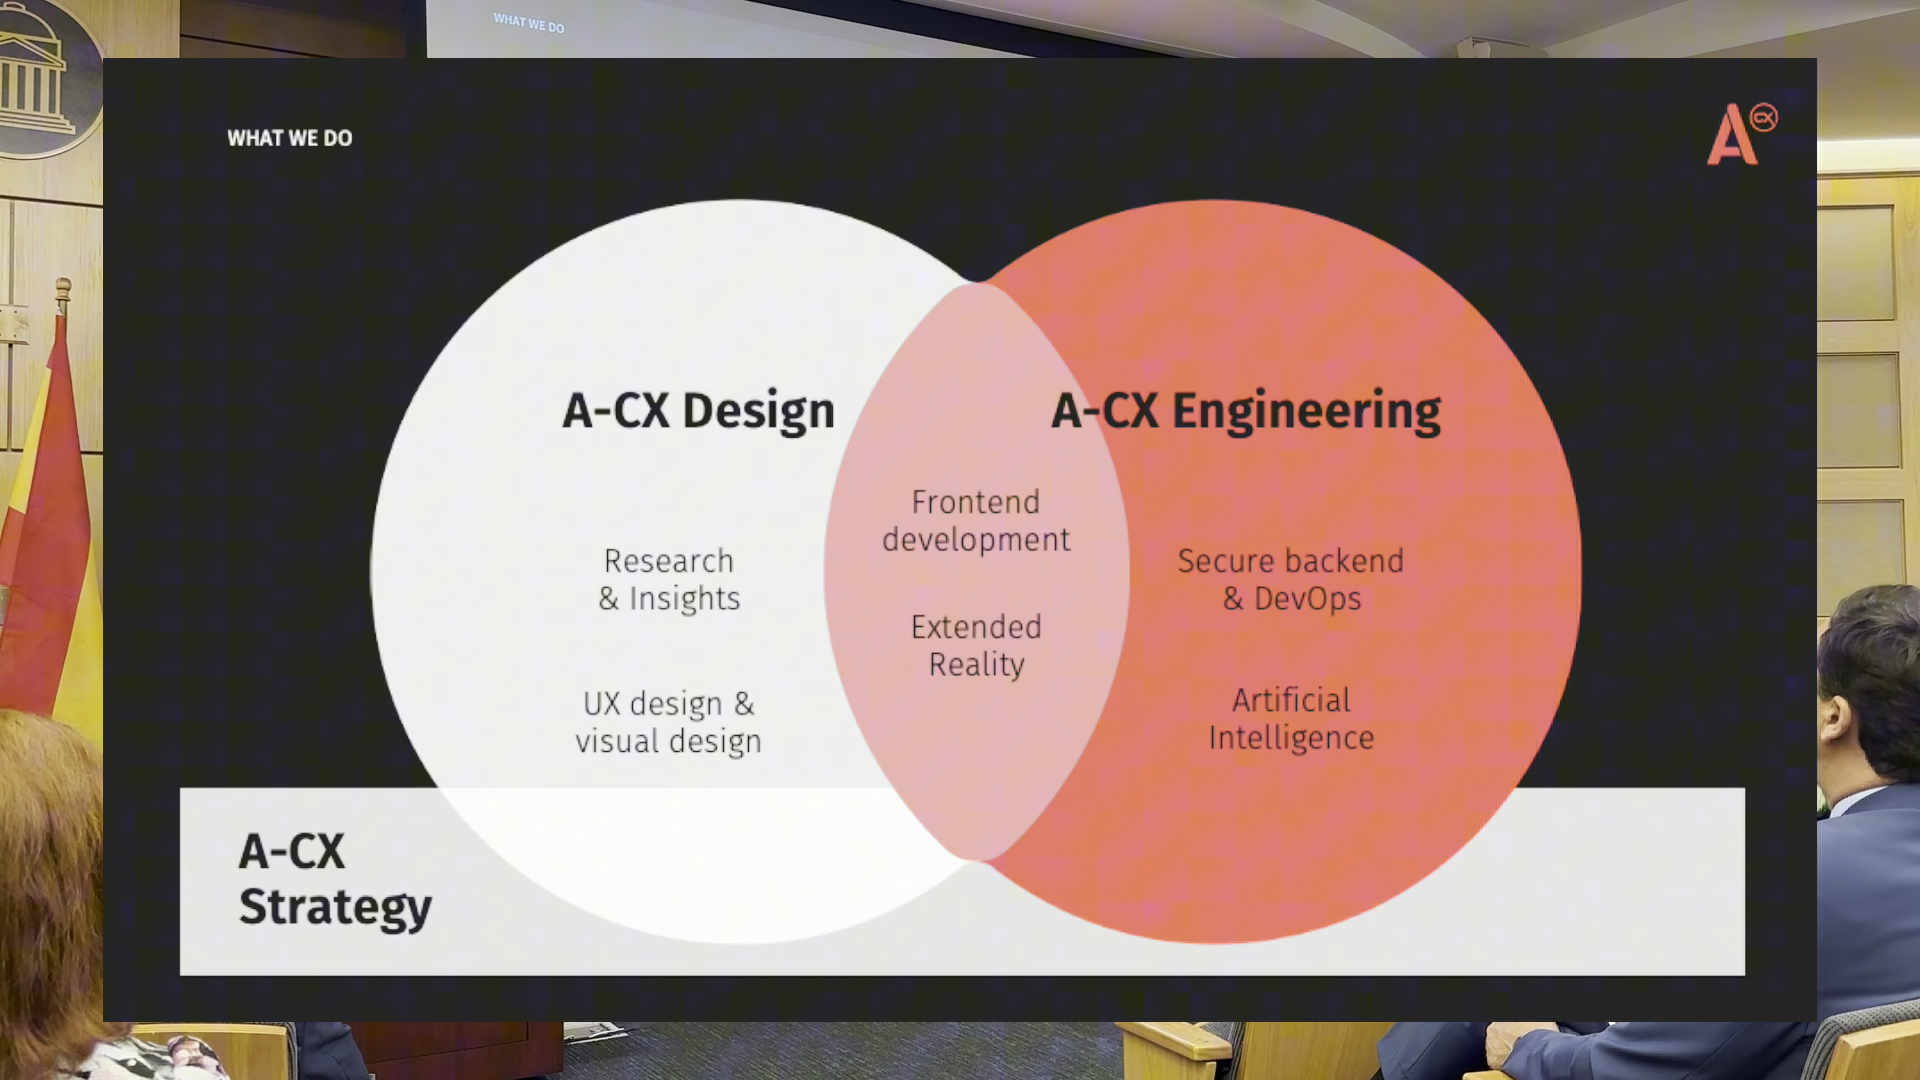 WHAT WE DO
WHAT WE DO
A CX
A-CX Design
A-CX Engineering
Frontend
development
Research
& Insights
Secure backend
& DevOps
Extended
Reality
UX design &
visual design
Artificial
Intelligence
A-CX
Strategy